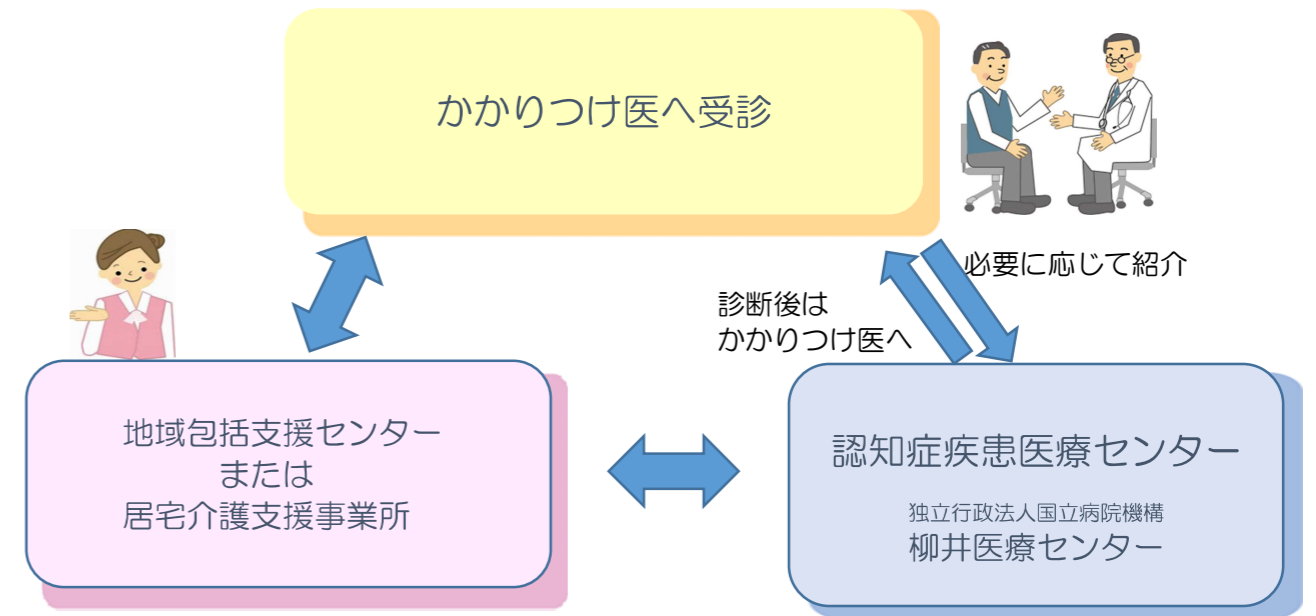 かかりつけ医へ受診
必要に応じて紹介
診断後は
かかりつけ医へ
地域包括支援センター
または
居宅介護支援事業所
認知症疾患医療センター
独立行政法人国立病院機構
柳井医療センター